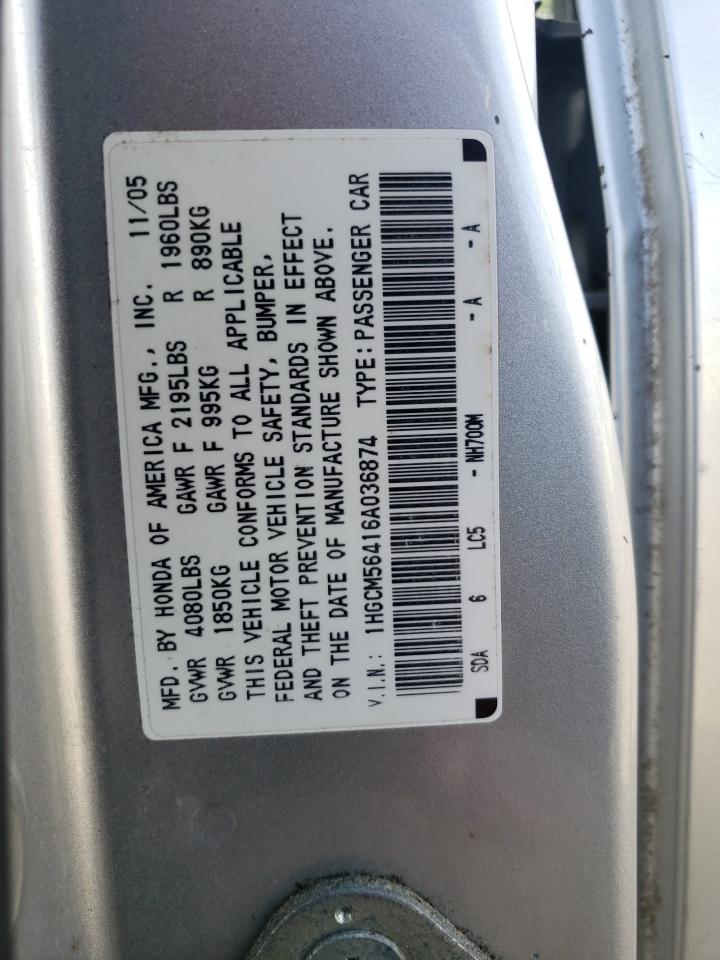 MFD. BY HONDA OF AMERICA MFG., INC. 11/05
GVWR 4080LBS GAWR F 2195LBS R 1960LBS
GVWR 1850KG GAWR F 995KG R 890KG
THIS VEHICLE CONFORMS TO ALL APPLICABLE
FEDERAL MOTOR VEHICLE SAFETY, BUMPER,
AND THEFT PREVENTION STANDARDS IN EFFECT
ON THE DATE OF MANUFACTURE SHOWN ABOVE.
V.I.N.: 1HGCM56416A036874 TYPE:PASSENGER CAR
SDA 6 LC5 - NH700M - A - A